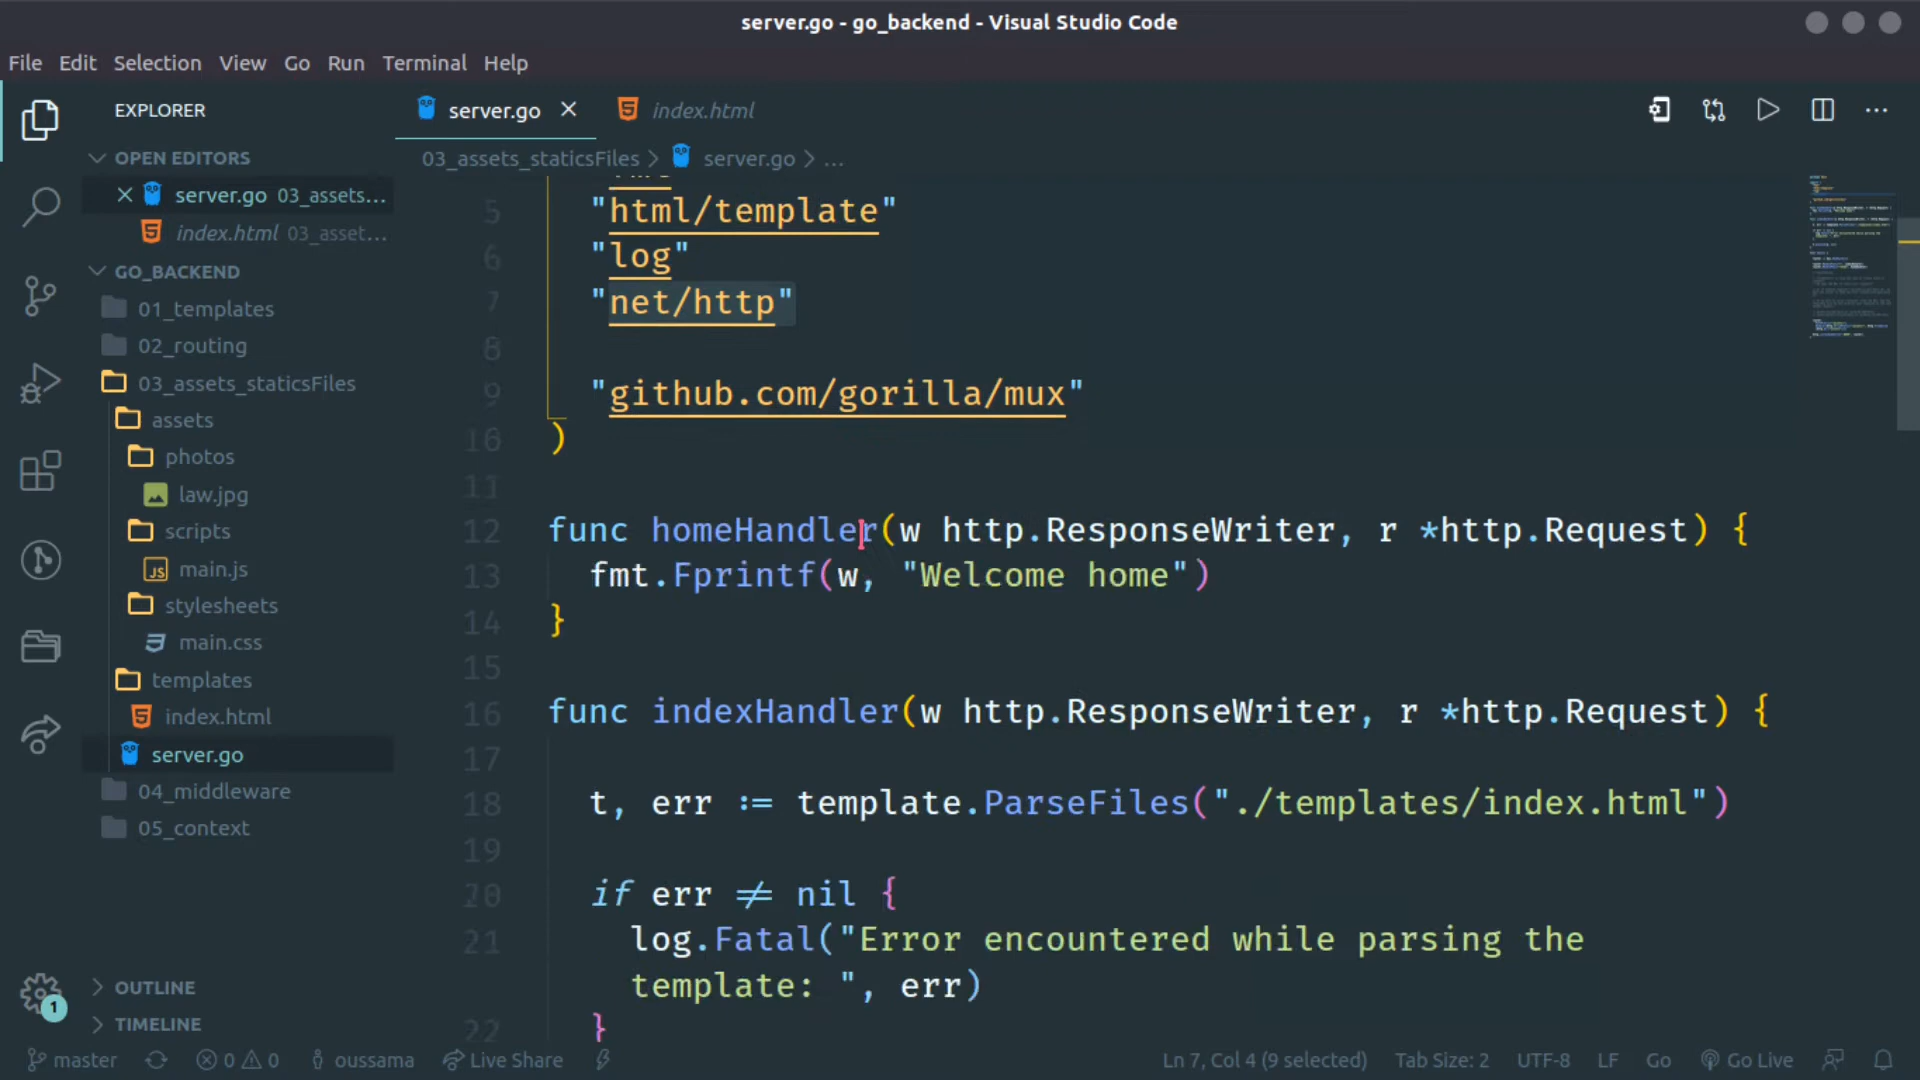 server.go - go_backend - Visual Studio Code
File Edit Selection View Go Run Terminal Help
EXPLORER
OPEN EDITORS
server.go 03_assets...
index.html 03_asset...
GO_BACKEND
01_templates
02_routing
03_assets_staticsFiles
assets
photos
law.jpg
scripts
main.js
stylesheets
main.css
templates
index.html
server.go
04_middleware
05_context
OUTLINE
TIMELINE
server.go
index.html
03_assets_staticsFiles > server.go > ...
5 "html/template"
6 "log"
7 "net/http"
8
9 "github.com/gorilla/mux"
10 )
11
12 func homeHandler(w http.ResponseWriter, r *http.Request) {
13 fmt.Fprintf(w, "Welcome home")
14 }
15
16 func indexHandler(w http.ResponseWriter, r *http.Request) {
17
18 t, err := template.ParseFiles("./templates/index.html")
19
20 if err ≠ nil {
21 log.Fatal("Error encountered while parsing the
template: ", err)
22 }
1
master 0 0 oussama Live Share Ln 7, Col 4 (9 selected) Tab Size: 2 UTF-8 LF Go Go Live